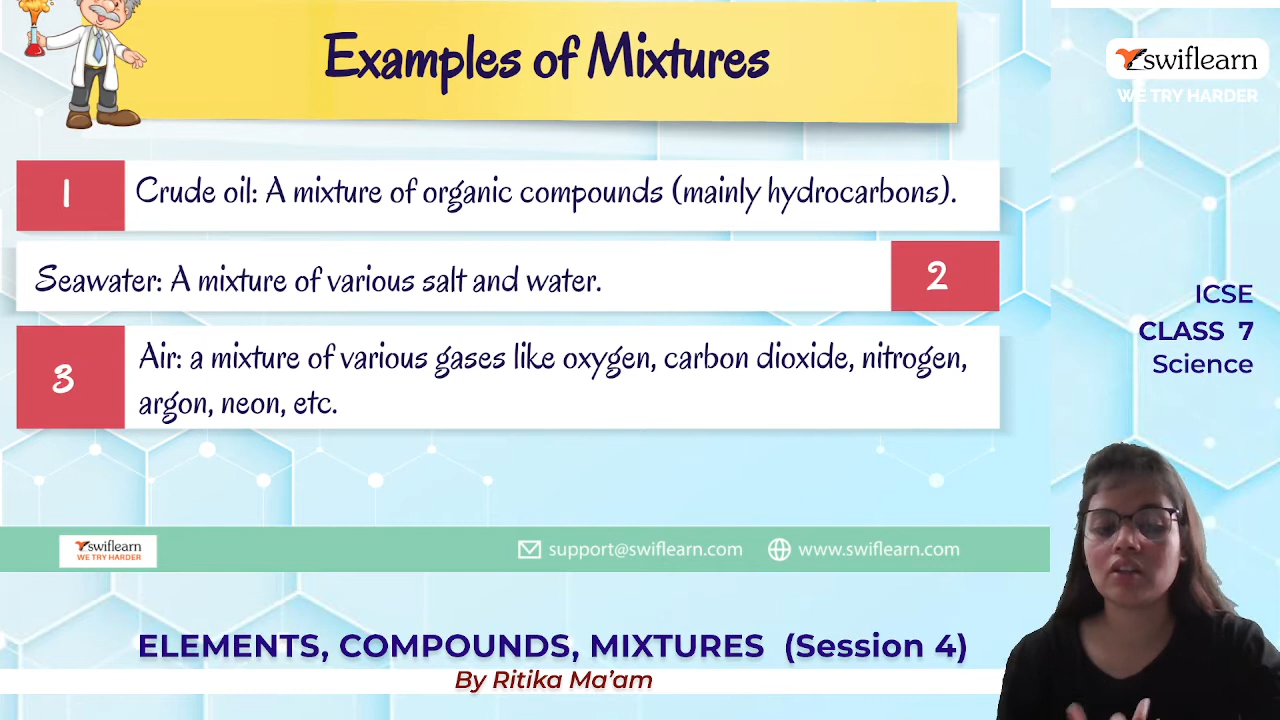 Examples of Mixtures
swiflearn
WE TRY HARDER
1
Crude oil: A mixture of organic compounds (mainly hydrocarbons).
Seawater: A mixture of various salt and water.
2
3
Air: a mixture of various gases like oxygen, carbon dioxide, nitrogen,
argon, neon, etc.
ICSE
CLASS 7
Science
swiflearn
WE TRY HARDER
support@swiflearn.com
www.swiflearn.com
ELEMENTS, COMPOUNDS, MIXTURES (Session 4)
By Ritika Ma'am